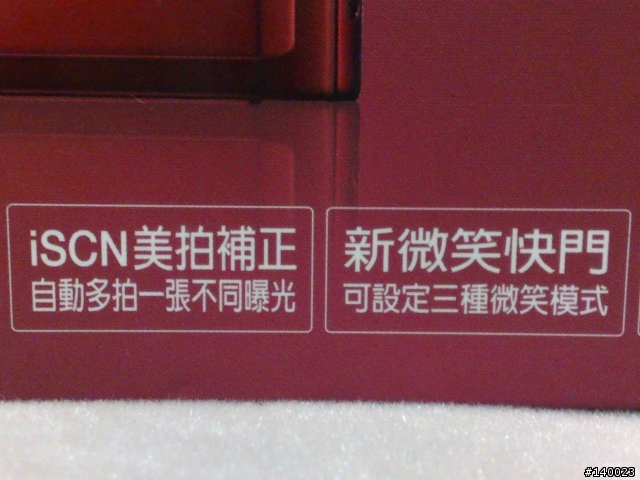 iSCN美拍補正
自動多拍一張不同曝光
新微笑快門
可設定三種微笑模式
#140023